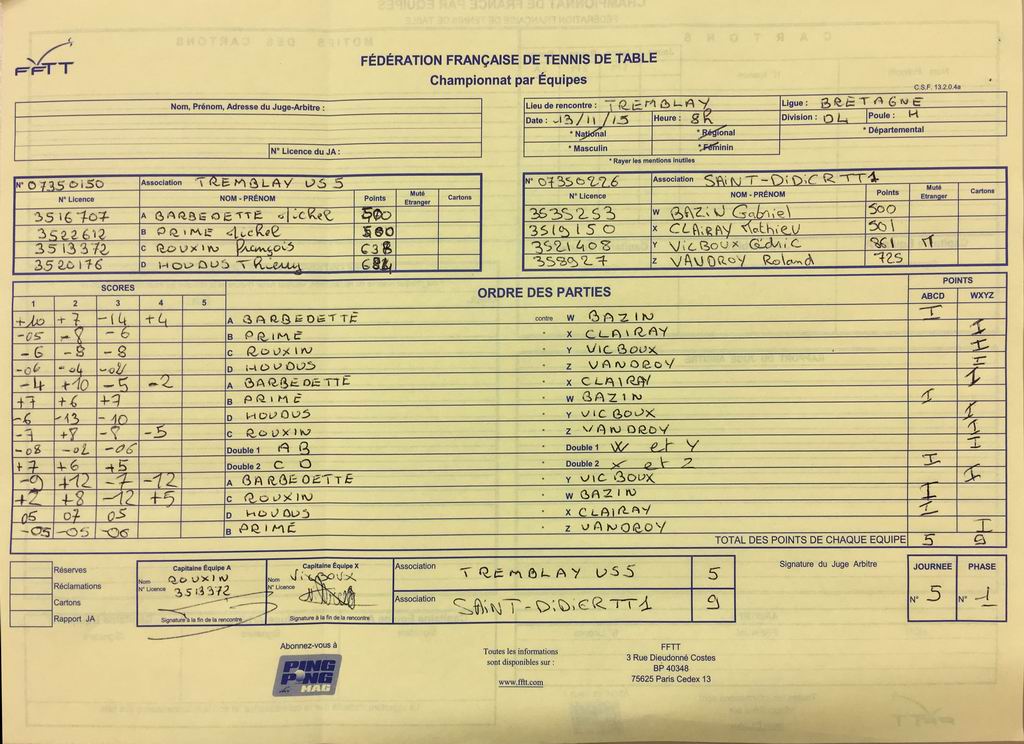 FFTT
FÉDÉRATION FRANÇAISE DE TENNIS DE TABLE
Championnat par Équipes
C.S.F. 13.2.0.4a
Nom, Prénom, Adresse du Juge-Arbitre :
N° Licence du JA :
Lieu de rencontre : TREMBLAY Ligue : BRETAGNE
Date : 13/11/15 Heure : 8h Division : D4 Poule : H
* National * Régional * Départemental
* Masculin * Féminin
* Rayer les mentions inutiles
N° 07350150 Association TREMBLAY US 5
N° Licence NOM - PRÉNOM Points Muté Etranger Cartons
3516707 A BARBEDETTE Michel 500
3522612 B PRIME Michel 500
3513372 C ROUXIN François 638
3520176 D HOUDUS Thierry
N° 07350226 Association SAINT-DIDIER TT1
N° Licence NOM - PRÉNOM Points Muté Etranger Cartons
3535253 W BAZIN Gabriel 500
3519150 X CLAIRAY Mathieu 501
3521408 Y VICBOUX Cédric 861 M
358927 Z VANDROY Roland 725
SCORES ORDRE DES PARTIES POINTS
1 2 3 4 5 ABCD WXYZ
+10 +7 -14 +4 A BARBEDETTE contre W BAZIN I
-05 -8 -6 B PRIME - X CLAIRAY I
-6 -8 -8 C ROUXIN - Y VICBOUX I
-06 -04 -02 D HOUDUS - Z VANDROY I
-4 +10 -5 -2 A BARBEDETTE - X CLAIRAY I
+7 +6 +7 B PRIME - W BAZIN I
-6 -13 -10 D HOUDUS - Y VICBOUX I
-7 +8 -8 -5 C ROUXIN - Z VANDROY I
-08 -02 -06 Double 1 A B - Double 1 W et Y I
+7 +6 +5 Double 2 C D - Double 2 X et Z I
-9 +12 -7 -12 A BARBEDETTE - Y VICBOUX I
+2 +8 -12 +5 C ROUXIN - W BAZIN I
05 07 05 D HOUDUS - X CLAIRAY I
-05 -05 -06 B PRIME - Z VANDROY I
TOTAL DES POINTS DE CHAQUE EQUIPE 5 9
Réserves
Réclamations
Cartons
Rapport JA
Capitaine Équipe A
Nom ROUXIN
N° Licence 3513372
Signature à la fin de la rencontre
Capitaine Équipe X
Nom VICBOUX
N° Licence
Signature à la fin de la rencontre
Association TREMBLAY US5 5
Association SAINT-DIDIER TT1 9
Signature du Juge Arbitre
JOURNEE PHASE
N° 5 N° 1
Abonnez-vous à
PING PONG MAG
Toutes les informations
sont disponibles sur :
www.fftt.com
FFTT
3 Rue Dieudonné Costes
BP 40348
75625 Paris Cedex 13